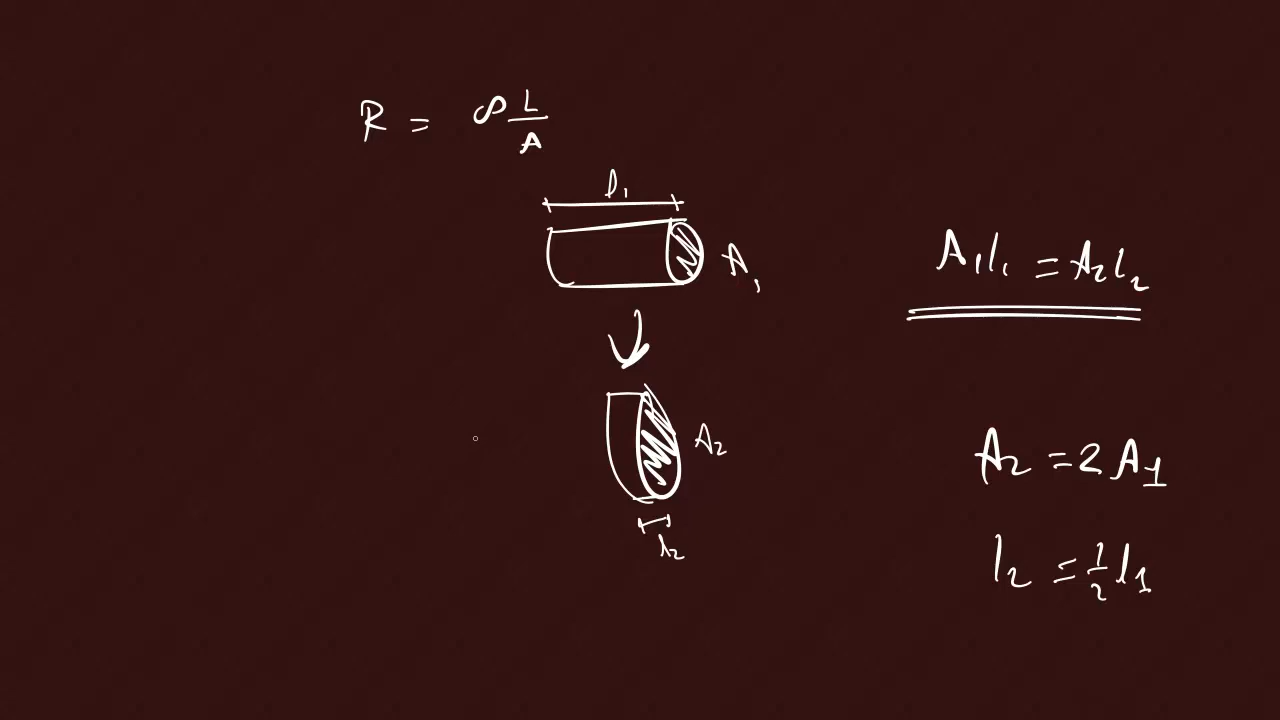 R = ∞ L/A
l₁
A₁
A₁l₁ = A₂l₂
A₂
A₂ = 2A₁
l₂
l₂ = 1/2 l₁